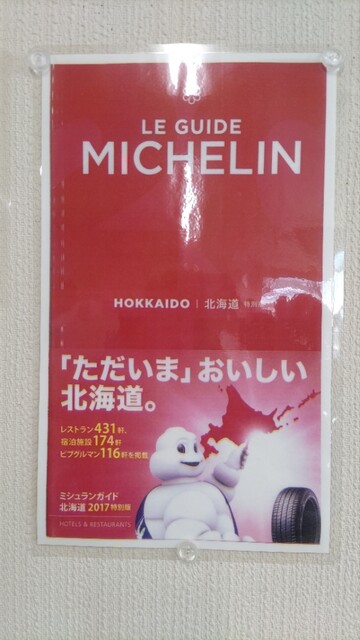 LE GUIDE
MICHELIN
HOKKAIDO | 北海道 特別
「ただいま」おいしい
北海道。
レストラン431軒、
宿泊施設174軒
ビブグルマン116軒を掲載
ミシュランガイド
北海道 2017 特別版
HOTELS & RESTAURANTS